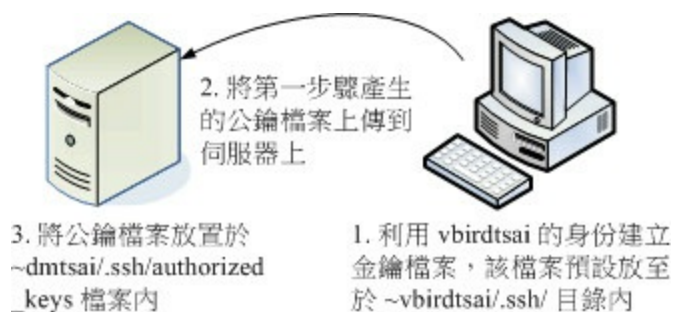 2. 將第一步驟產生
的公鑰檔案上傳到
伺服器上
3. 將公鑰檔案放置於
~dmtsai/.ssh/authorized
_keys 檔案內
1. 利用 vbirdtsai 的身份建立
金鑰檔案，該檔案預設放至
於 ~vbirdtsai/.ssh/ 目錄內